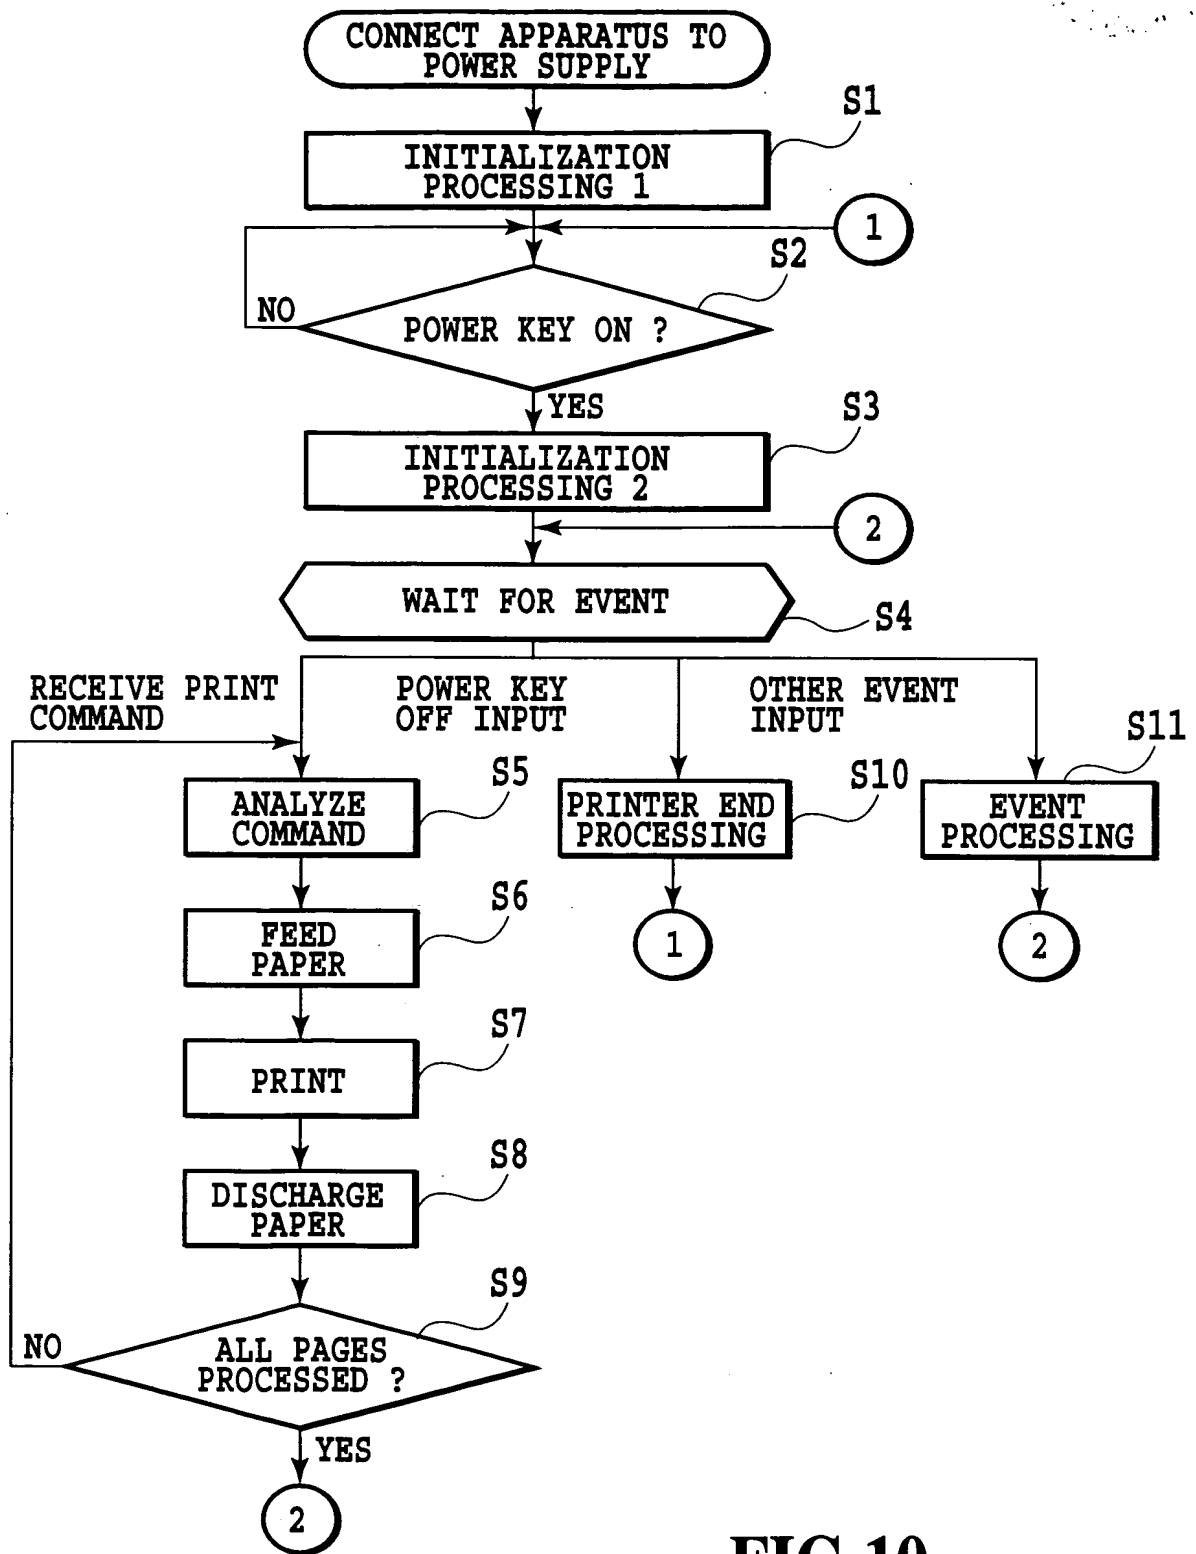 CONNECT APPARATUS TO
POWER SUPPLY
S1
INITIALIZATION
PROCESSING 1
1
S2
NO
POWER KEY ON ?
YES
S3
INITIALIZATION
PROCESSING 2
2
WAIT FOR EVENT
S4
RECEIVE PRINT
COMMAND
POWER KEY
OFF INPUT
OTHER EVENT
INPUT
S5
ANALYZE
COMMAND
S10
PRINTER END
PROCESSING
S11
EVENT
PROCESSING
S6
FEED
PAPER
1
2
S7
PRINT
S8
DISCHARGE
PAPER
S9
NO
ALL PAGES
PROCESSED ?
YES
2
FIG.10